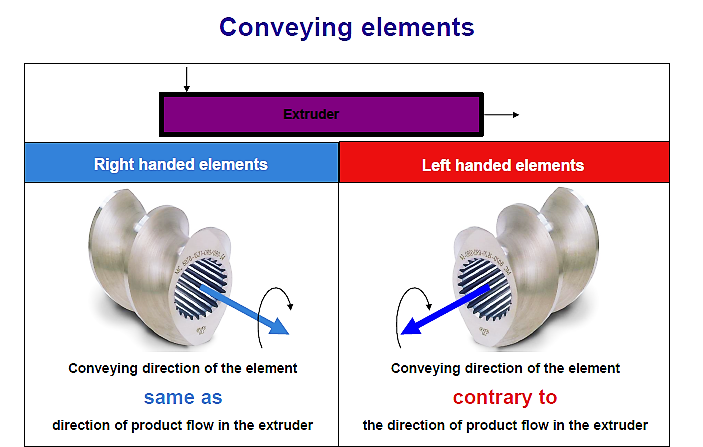 Conveying elements
Extruder
Right handed elements
Left handed elements
Conveying direction of the element
same as
direction of product flow in the extruder
Conveying direction of the element
contrary to
the direction of product flow in the extruder